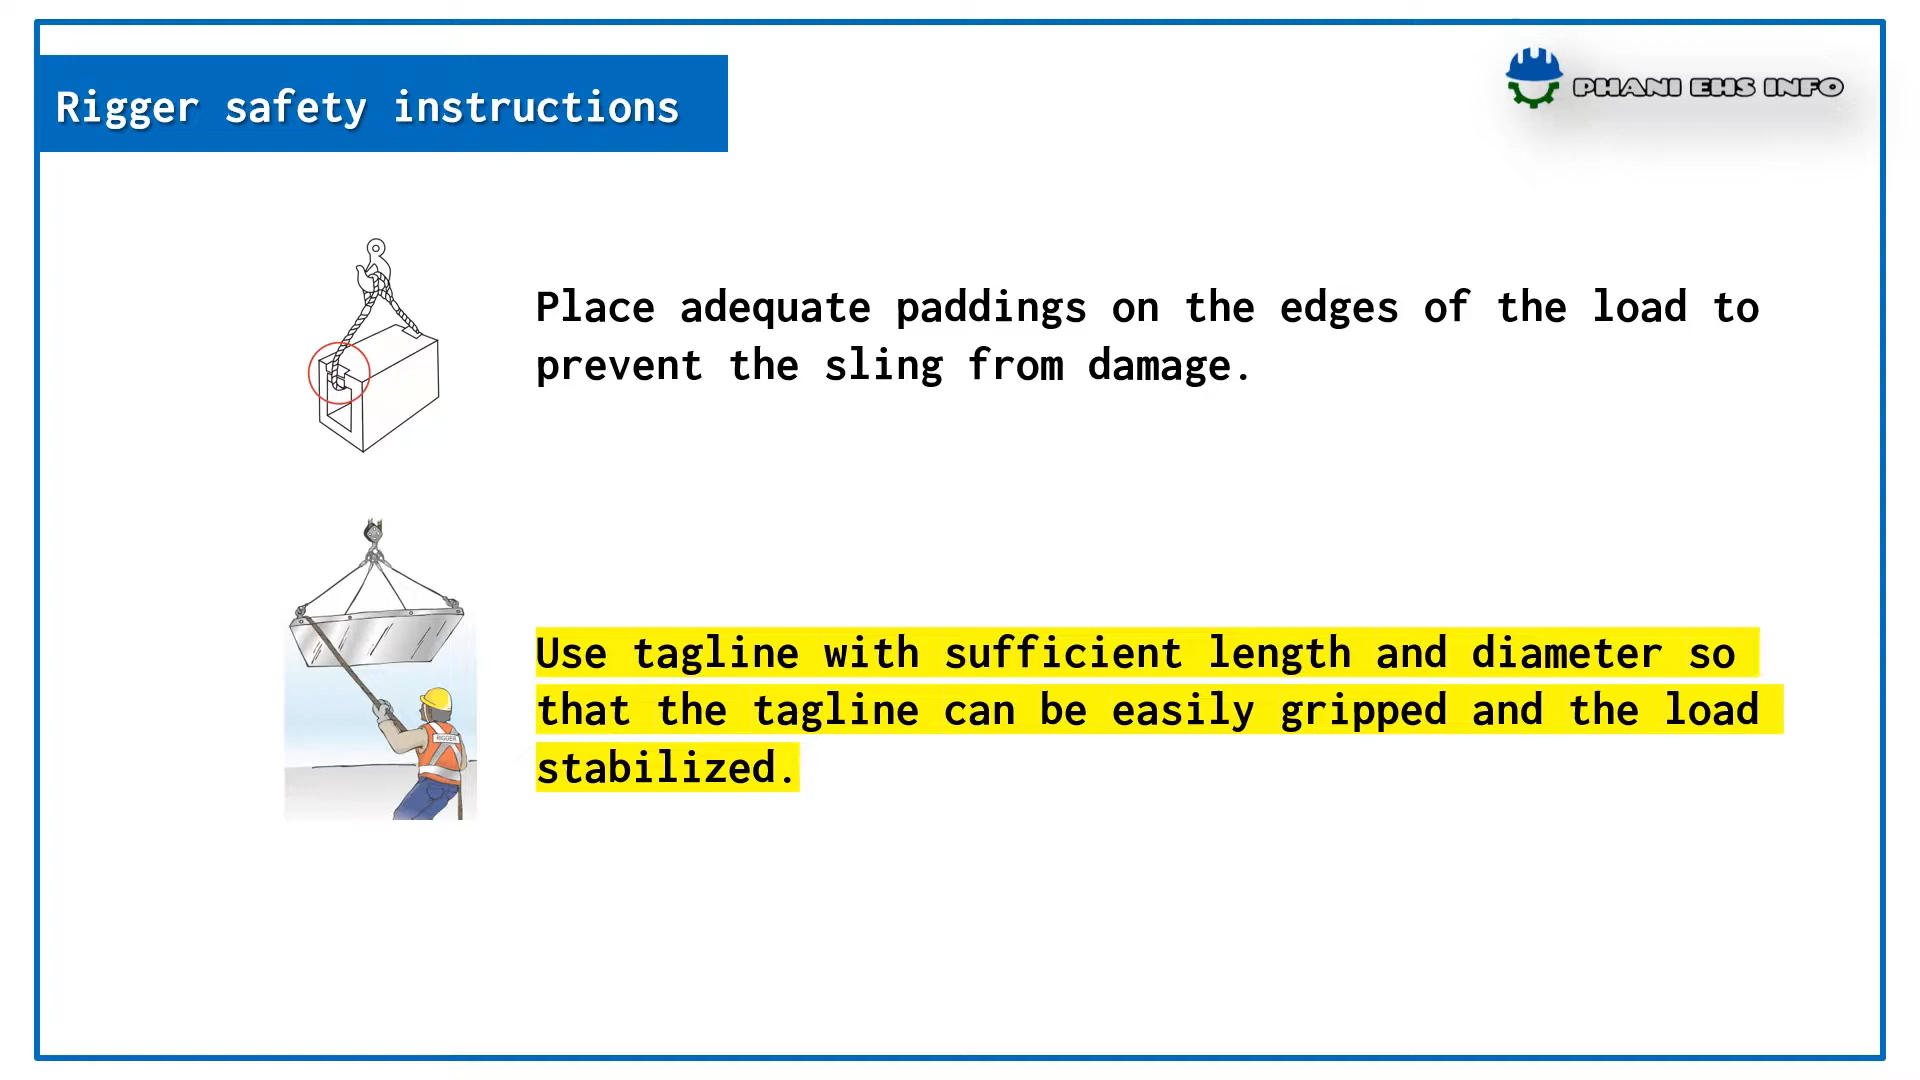 Rigger safety instructions
PHANI EHS INFO
Place adequate paddings on the edges of the load to
prevent the sling from damage.
RIGGER
Use tagline with sufficient length and diameter so
that the tagline can be easily gripped and the load
stabilized.